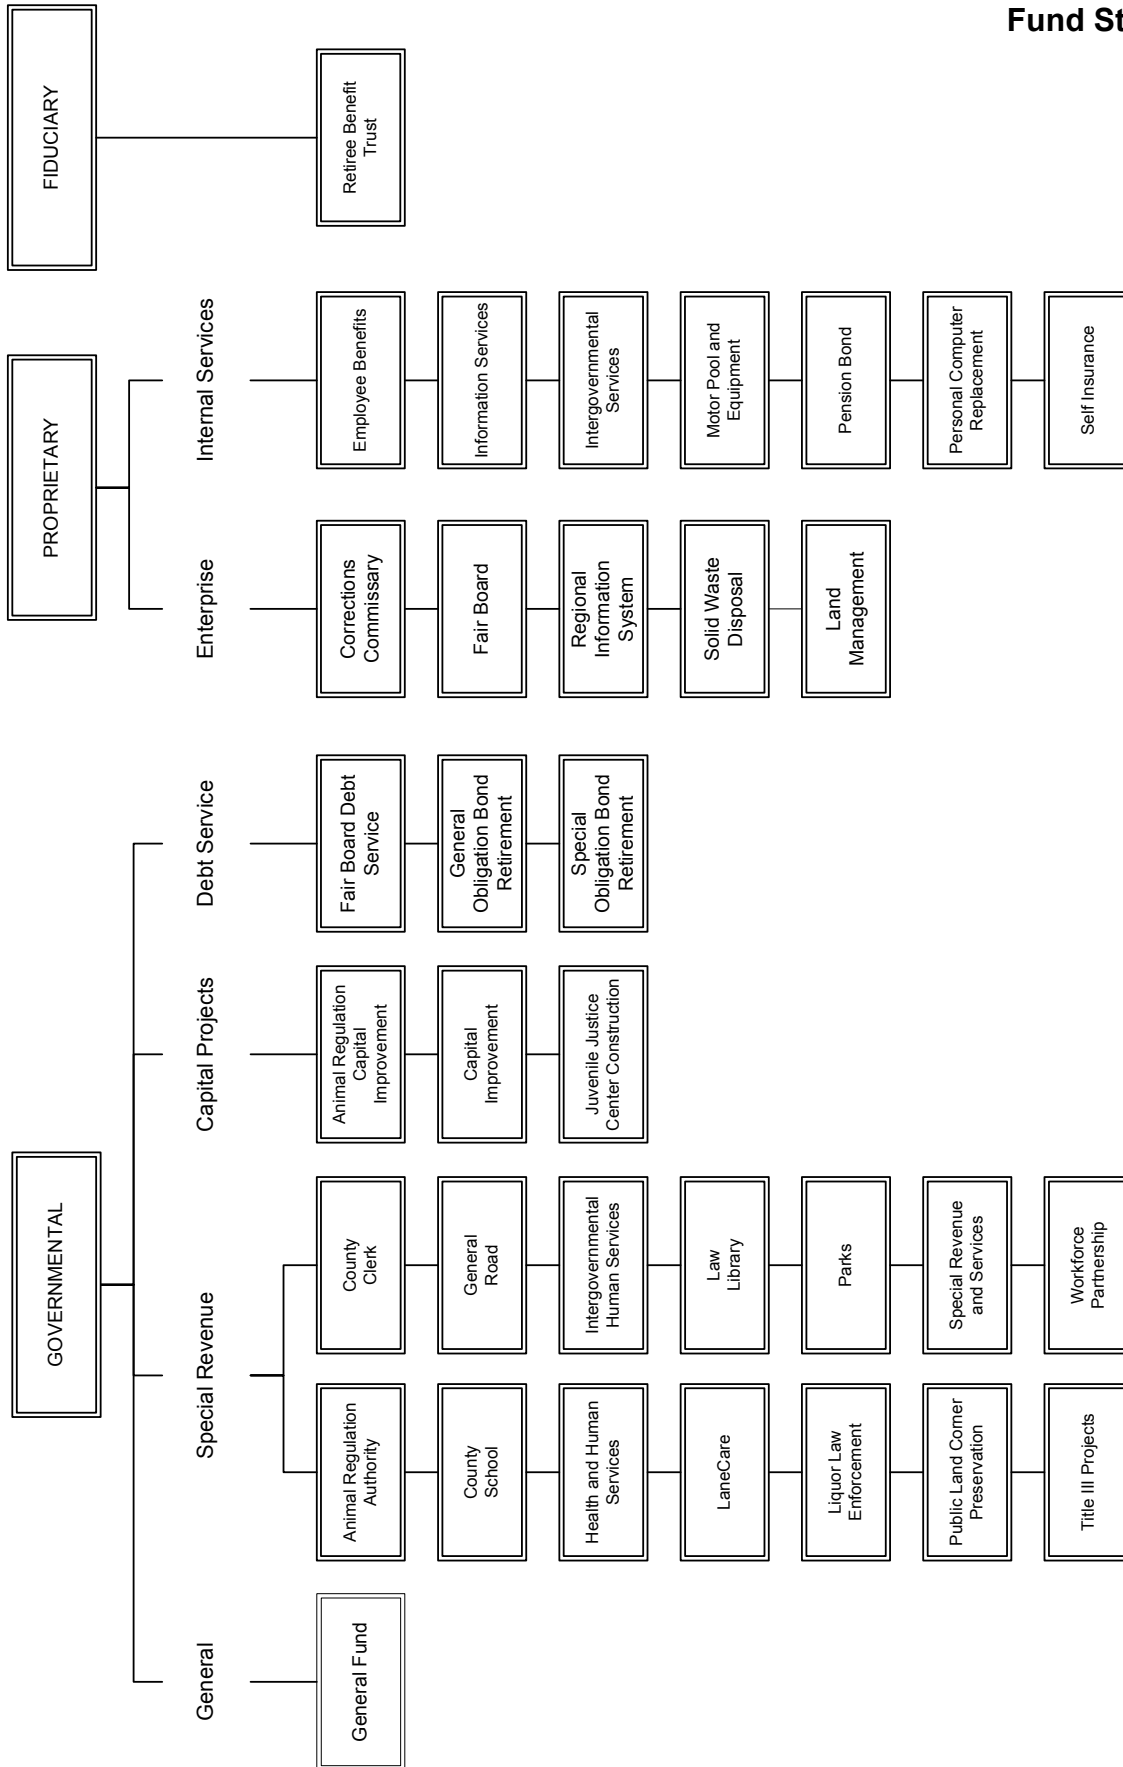 Fund St
GOVERNMENTAL
PROPRIETARY
FIDUCIARY
General
Special Revenue
Capital Projects
Debt Service
Enterprise
Internal Services
General Fund
Animal Regulation
Authority
County
School
Health and Human
Services
LaneCare
Liquor Law
Enforcement
Public Land Corner
Preservation
Title III Projects
County
Clerk
General
Road
Intergovernmental
Human Services
Law
Library
Parks
Special Revenue
and Services
Workforce
Partnership
Animal Regulation
Capital
Improvement
Capital
Improvement
Juvenile Justice
Center Construction
Fair Board Debt
Service
General
Obligation Bond
Retirement
Special
Obligation Bond
Retirement
Corrections
Commissary
Fair Board
Regional
Information
System
Solid Waste
Disposal
Land
Management
Employee Benefits
Information Services
Intergovernmental
Services
Motor Pool and
Equipment
Pension Bond
Personal Computer
Replacement
Self Insurance
Retiree Benefit
Trust